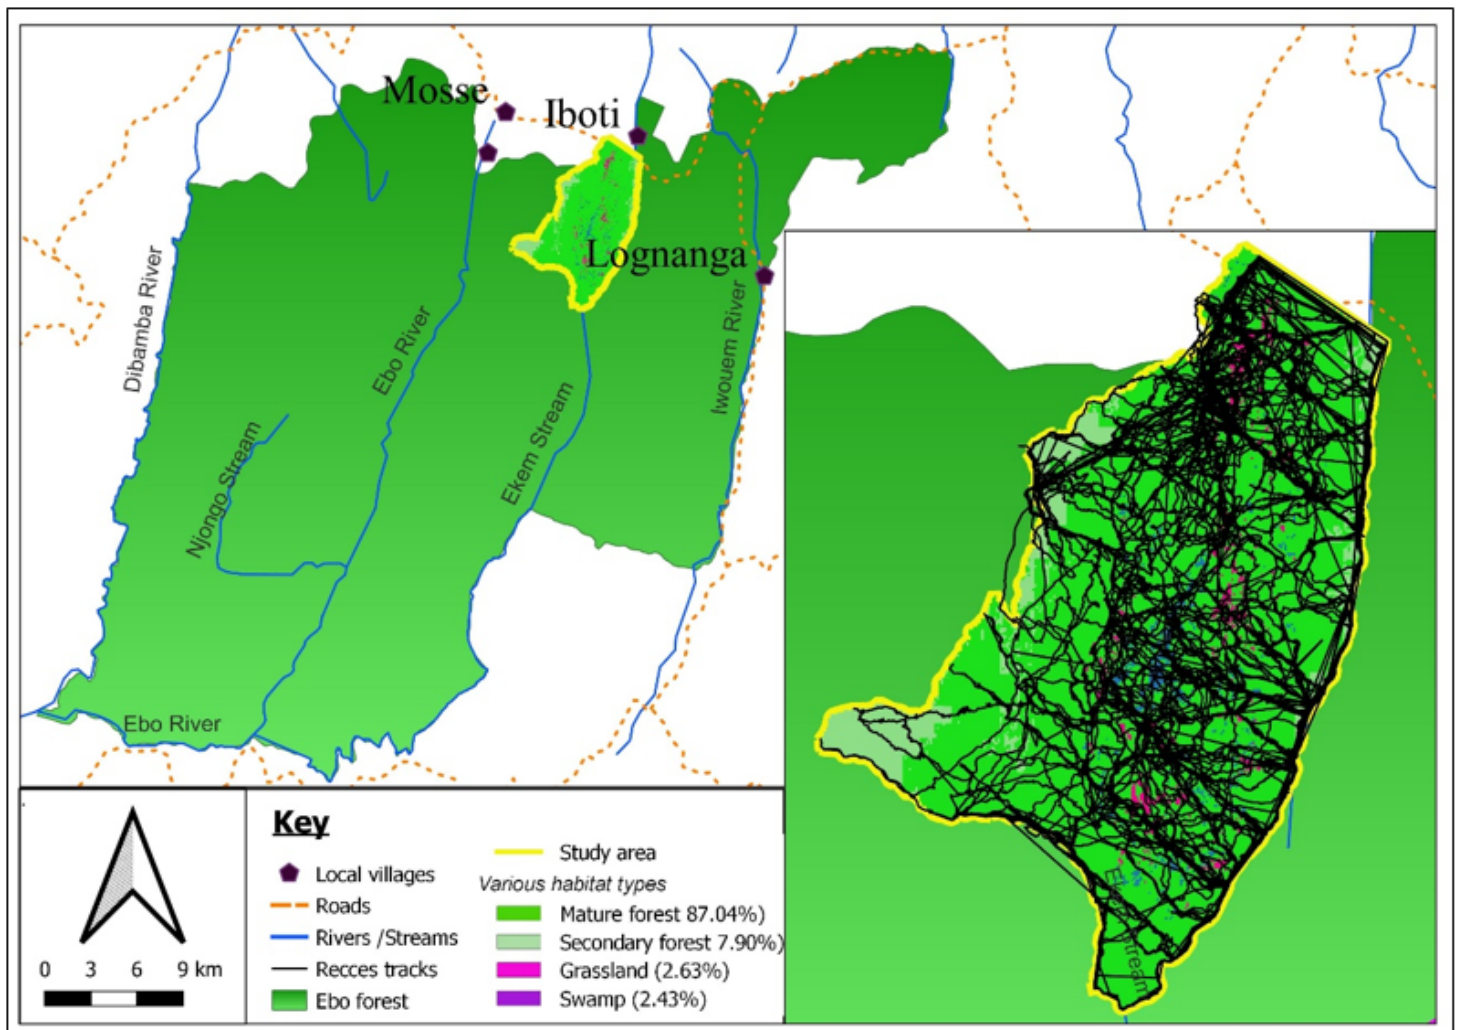 Mosse
Iboti
Lognanga
Dibamba River
Ebo River
Iwouem River
Ekem Stream
Njongo Stream
Ebo River
Stream
Key
Local villages
Roads
Rivers /Streams
Recces tracks
Ebo forest
0 3 6 9 km
Study area
Various habitat types
Mature forest 87.04%)
Secondary forest 7.90%)
Grassland (2.63%)
Swamp (2.43%)